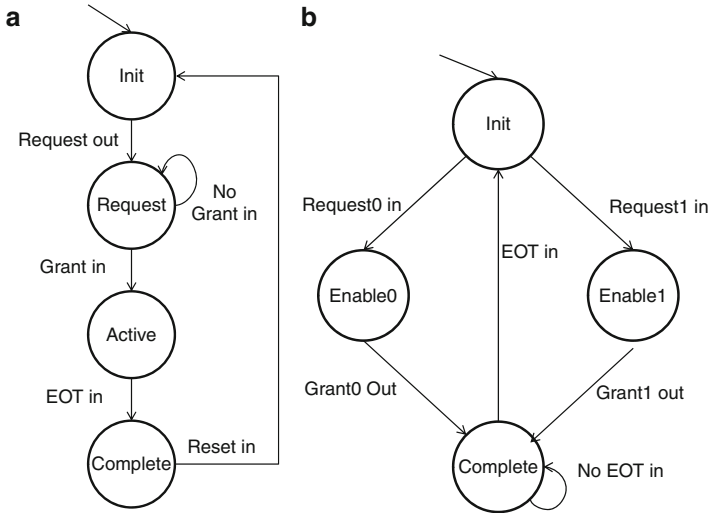 a
Init
Request out
Request
No
Grant in
Grant in
Active
EOT in
Complete
Reset in
b
Init
Request0 in
Request1 in
EOT in
Enable0
Enable1
Grant0 Out
Grant1 out
Complete
No EOT in